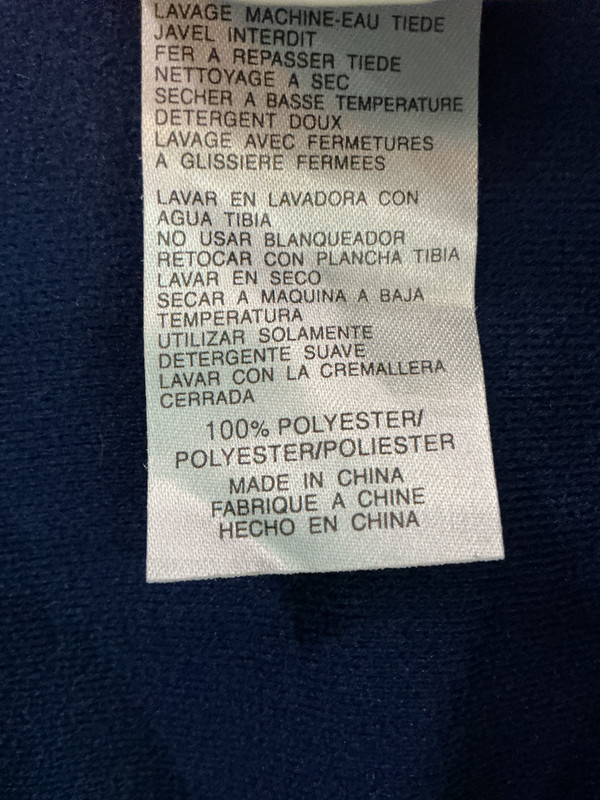 LAVAGE MACHINE-EAU TIEDE
JAVEL INTERDIT
FER A REPASSER TIEDE
NETTOYAGE A SEC
SECHER A BASSE TEMPERATURE
DETERGENT DOUX
LAVAGE AVEC FERMETURES
A GLISSIERE FERMEES
LAVAR EN LAVADORA CON
AGUA TIBIA
NO USAR BLANQUEADOR
RETOCAR CON PLANCHA TIBIA
LAVAR EN SECO
SECAR A MAQUINA A BAJA
TEMPERATURA
UTILIZAR SOLAMENTE
DETERGENTE SUAVE
LAVAR CON LA CREMALLERA
CERRADA
100% POLYESTER/
POLYESTER/POLIESTER
MADE IN CHINA
FABRIQUE A CHINE
HECHO EN CHINA